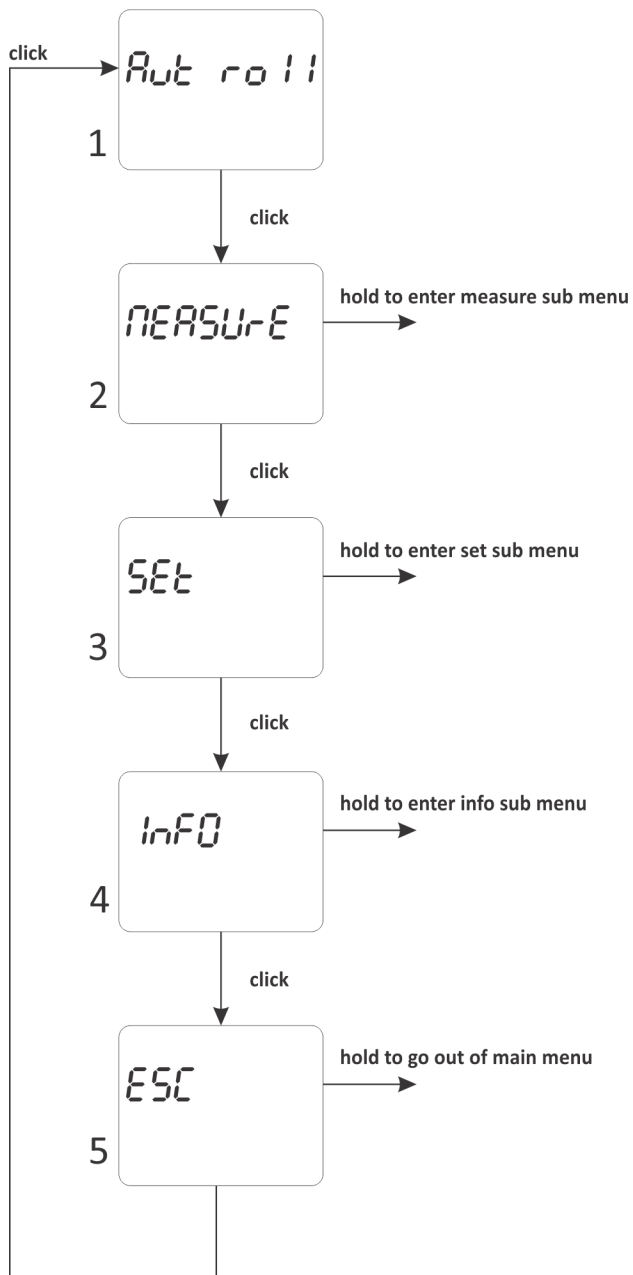 click
Aut roll
1
click
MEASUrE
hold to enter measure sub menu
2
click
SEt
hold to enter set sub menu
3
click
InFO
hold to enter info sub menu
4
click
ESC
hold to go out of main menu
5